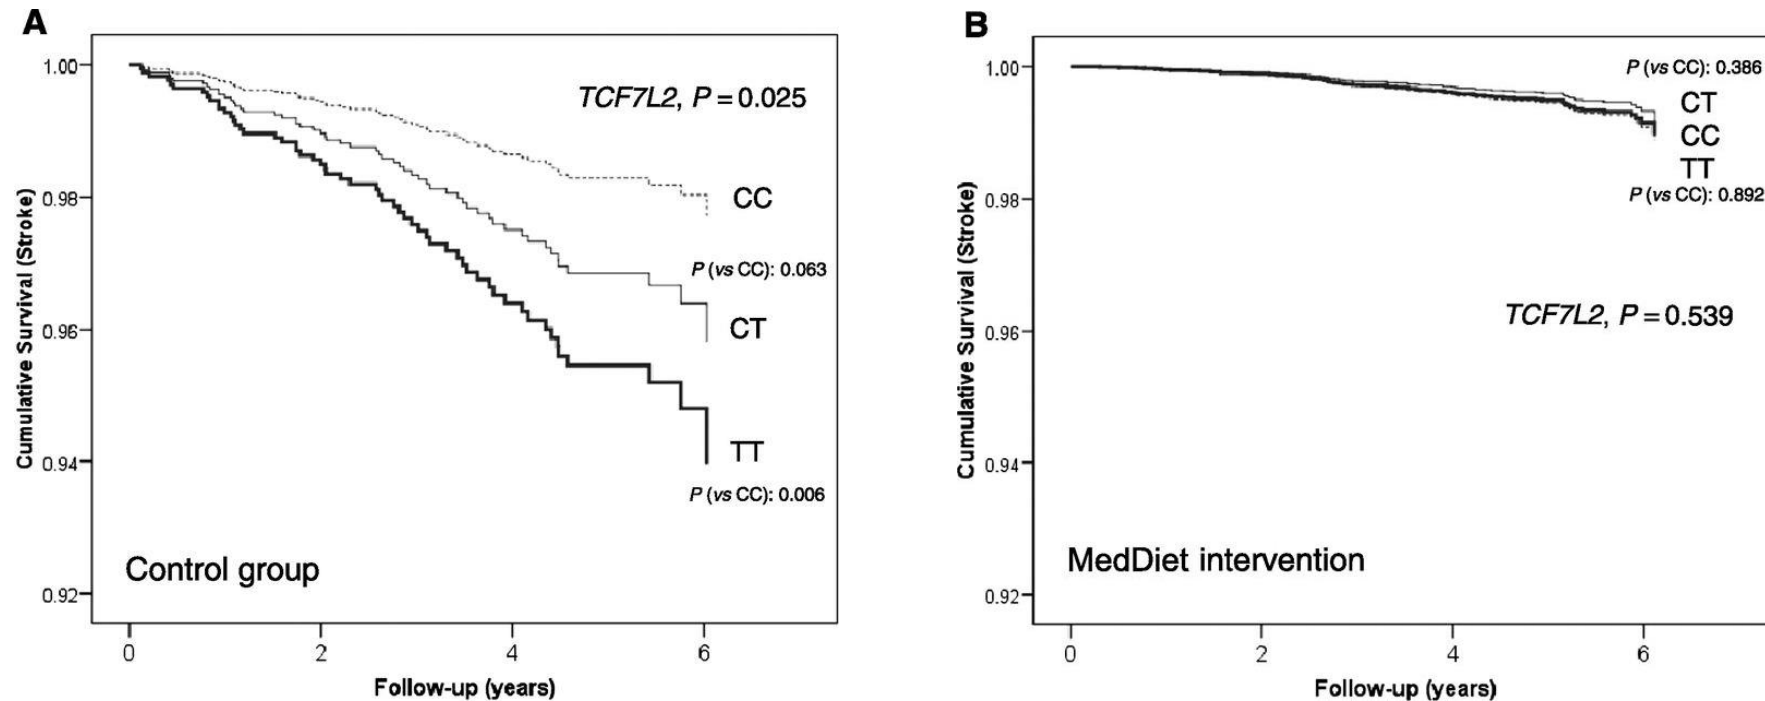 A
1.00
0.98
0.96
0.94
0.92
Cumulative Survival (Stroke)
TCF7L2, P = 0.025
CC
P (vs CC): 0.063
CT
TT
P (vs CC): 0.006
Control group
0 2 4 6
Follow-up (years)
B
1.00
0.98
0.96
0.94
0.92
Cumulative Survival (Stroke)
P (vs CC): 0.386
CT
CC
TT
P (vs CC): 0.892
TCF7L2, P = 0.539
MedDiet intervention
0 2 4 6
Follow-up (years)